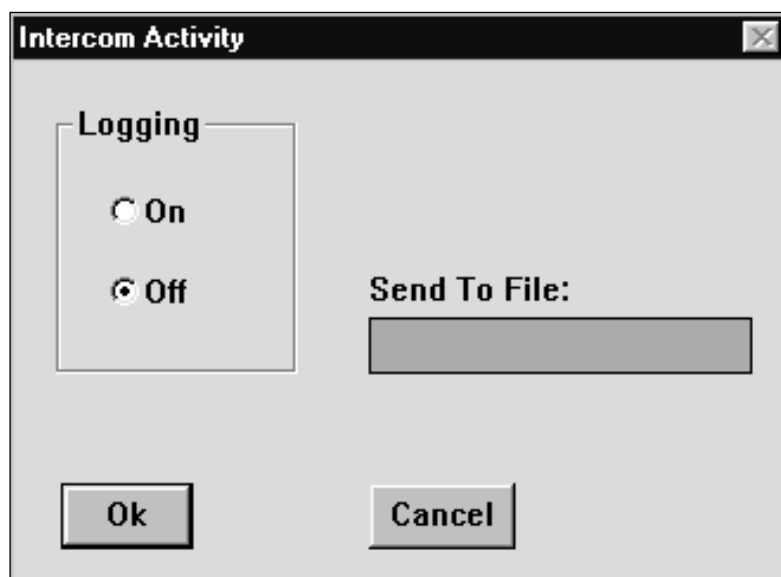 Intercom Activity
Logging
On
Off
Send To File:
Ok
Cancel